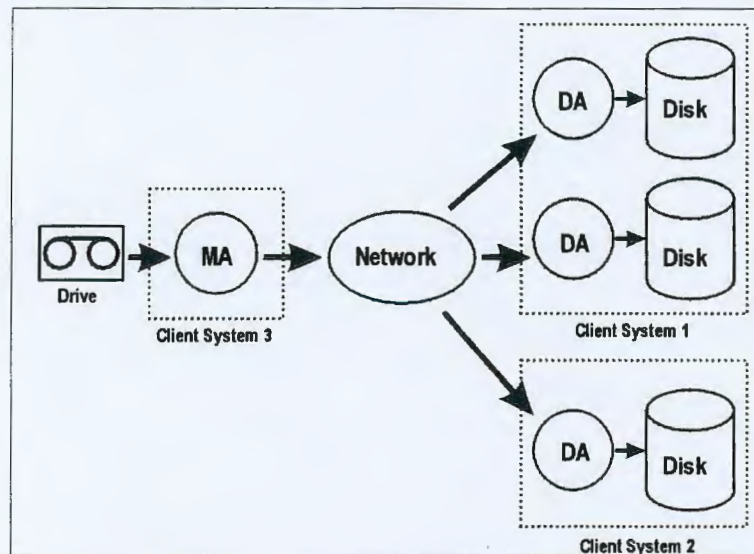 DA
Disk
DA
Disk
MA
Network
Drive
Client System 3
Client System 1
DA
Disk
Client System 2